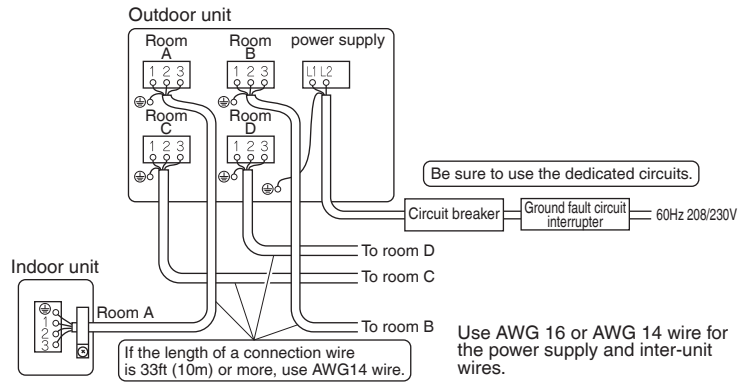 Outdoor unit
Room
A
Room
B
power supply
1 2 3
1 2 3
L1 L2
Room
C
Room
D
1 2 3
1 2 3
Be sure to use the dedicated circuits.
Circuit breaker
Ground fault circuit
interrupter
60Hz 208/230V
To room D
To room C
Indoor unit
Room A
1
2
3
To room B
If the length of a connection wire
is 33ft (10m) or more, use AWG14 wire.
Use AWG 16 or AWG 14 wire for
the power supply and inter-unit
wires.